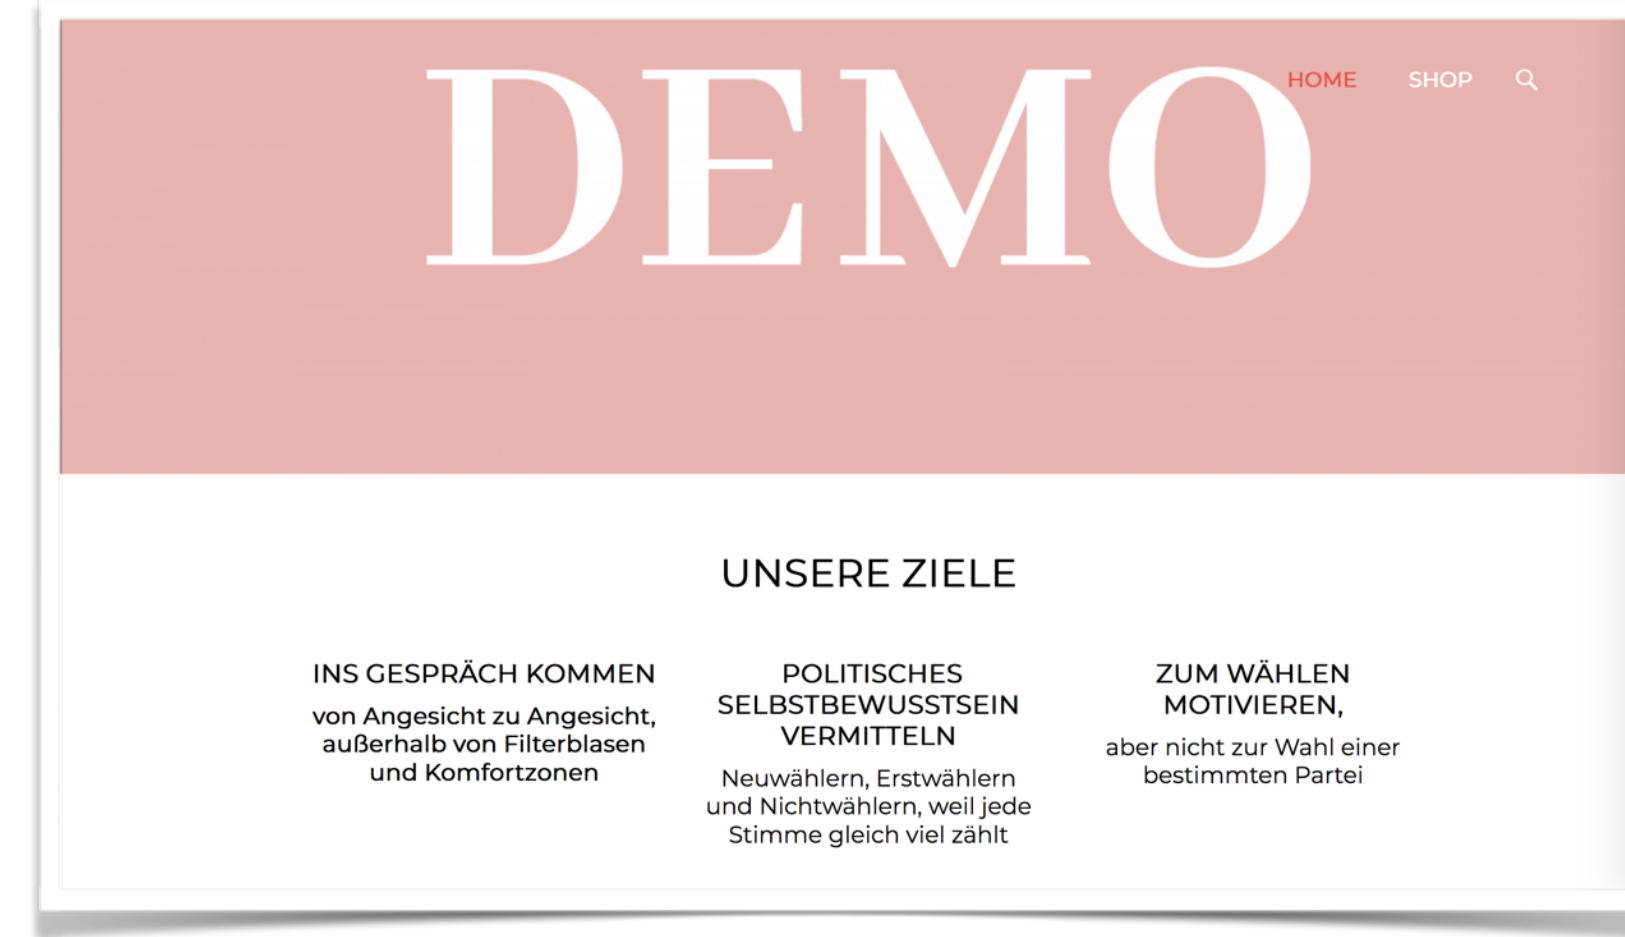 DEMO
HOME SHOP
UNSERE ZIELE
INS GESPRÄCH KOMMEN
von Angesicht zu Angesicht,
außerhalb von Filterblasen
und Komfortzonen
POLITISCHES
SELBSTBEWUSSTSEIN
VERMITTELN
Neuwählern, Erstwählern
und Nichtwählern, weil jede
Stimme gleich viel zählt
ZUM WÄHLEN
MOTIVIEREN,
aber nicht zur Wahl einer
bestimmten Partei